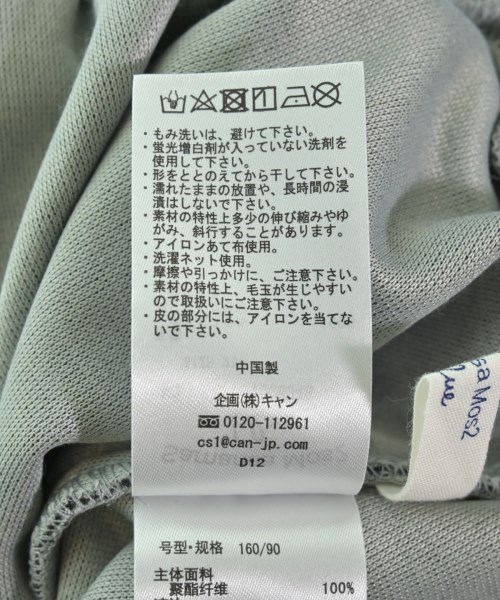 ・もみ洗いは、避けて下さい。
・蛍光増白剤が入っていない洗剤を
使用して下さい。
・形をととのえてから干して下さい。
・濡れたままの放置や、長時間の浸
漬はしないで下さい。
・素材の特性上多少の伸び縮みやゆ
がみ、斜行することがあります。
・アイロンあて布使用。
・洗濯ネット使用。
・摩擦や引っかけに、ご注意下さい。
・素材の特性上、毛玉が生じやすい
ので取扱いにご注意下さい。
・皮の部分には、アイロンを当てな
いで下さい。
中国製
企画(株)キャン
0120-112961
cs1@can-jp.com
D12
Mos2
blue
号型・规格 160/90
主体面料
聚酯纤维 100%